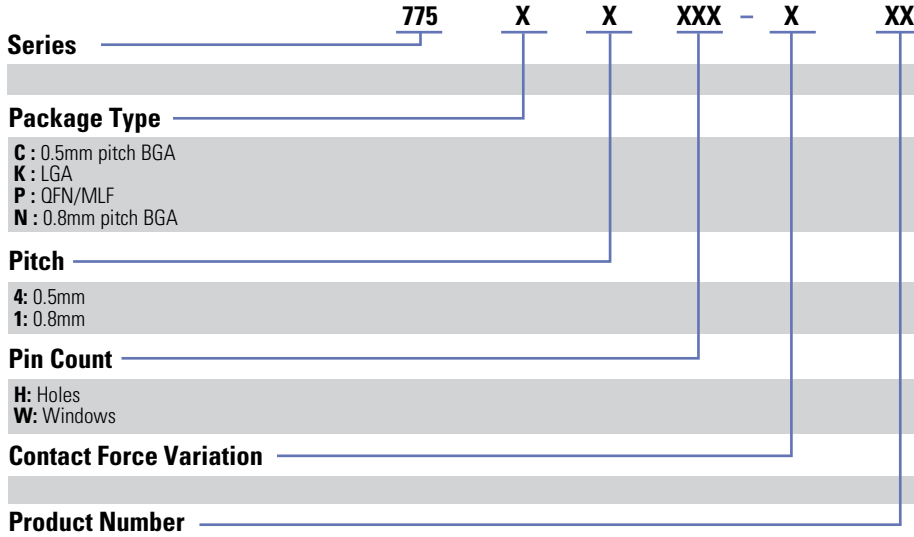 775 X X XXX – X XX
Series
Package Type
C : 0.5mm pitch BGA
K : LGA
P : QFN/MLF
N : 0.8mm pitch BGA
Pitch
4: 0.5mm
1: 0.8mm
Pin Count
H: Holes
W: Windows
Contact Force Variation
Product Number